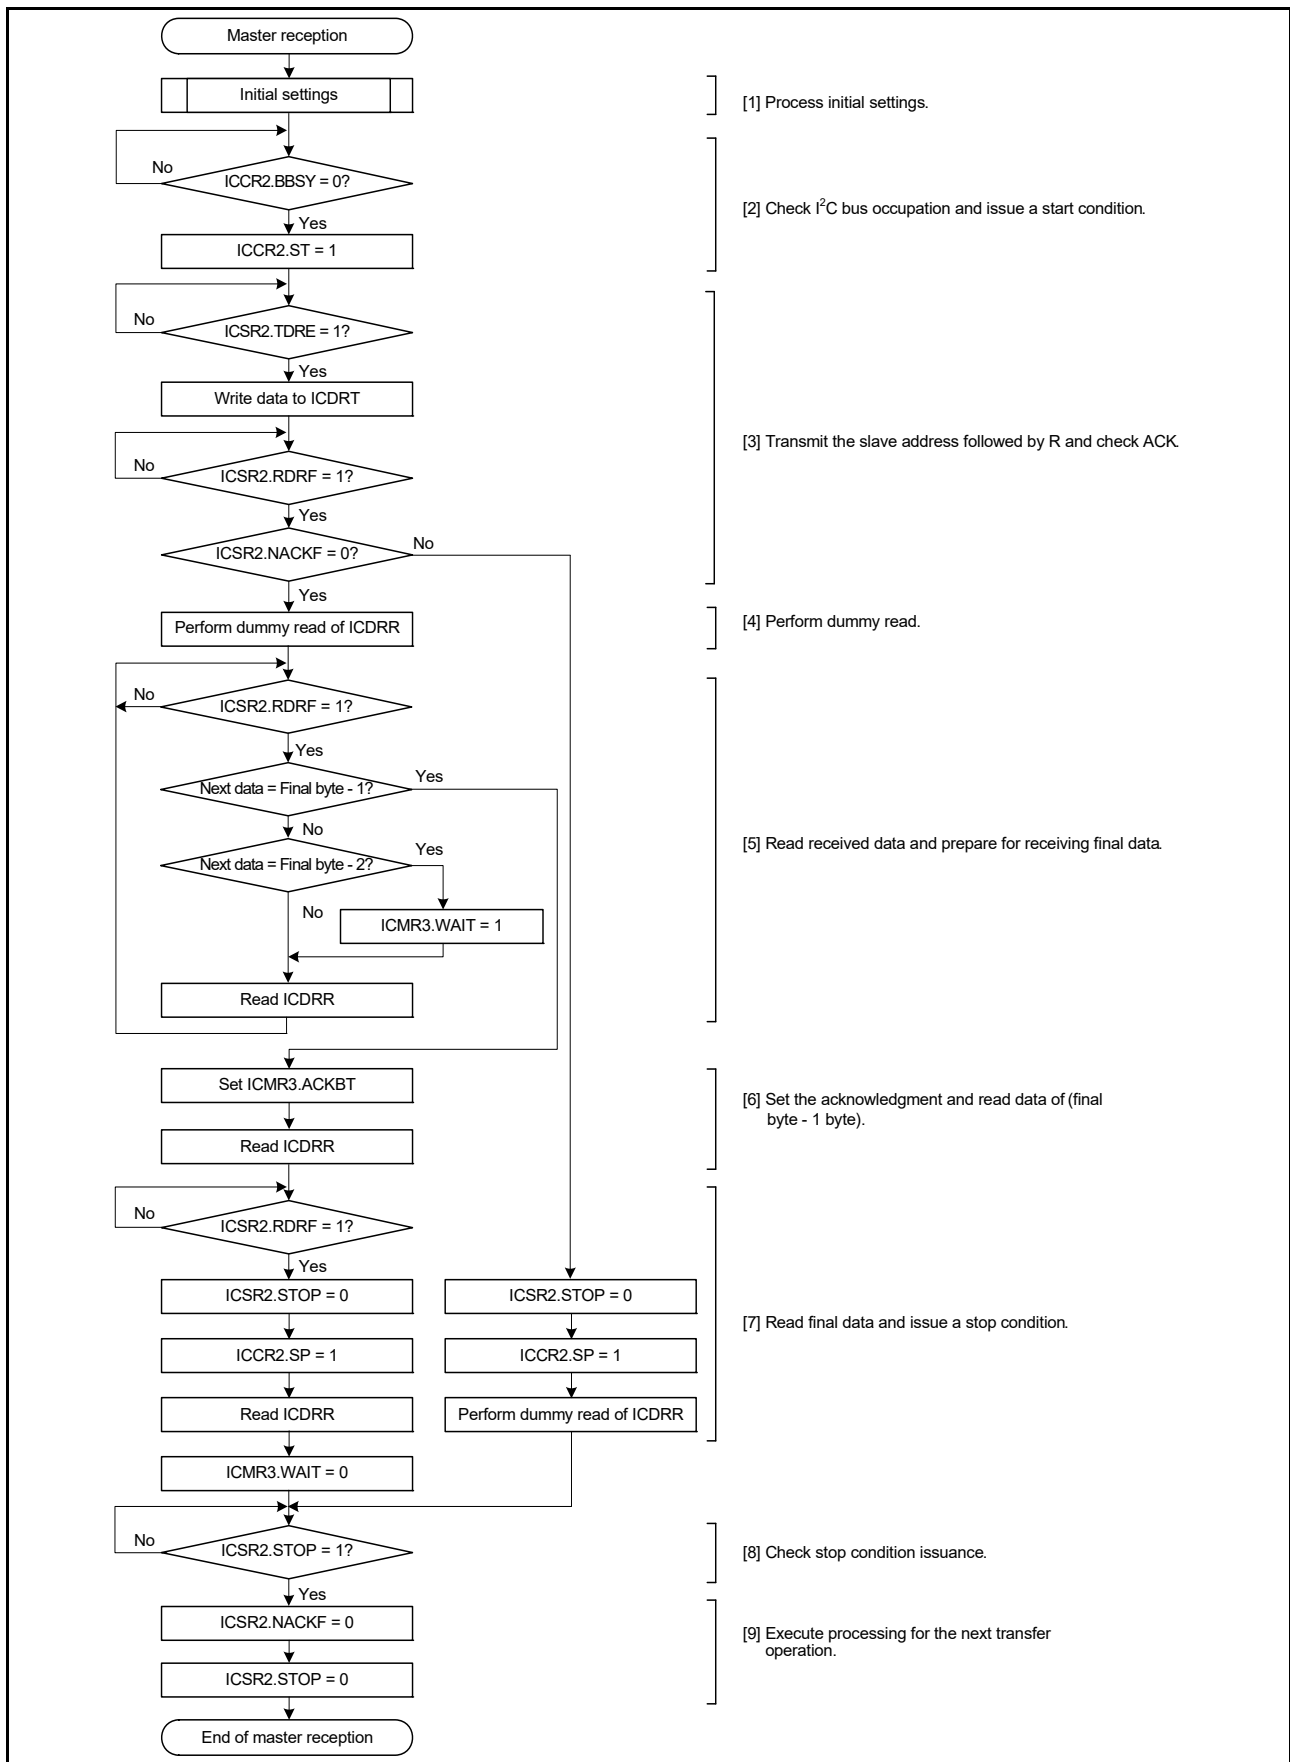 Master reception
Initial settings
[1] Process initial settings.
No
ICCR2.BBSY = 0?
Yes
[2] Check I2C bus occupation and issue a start condition.
ICCR2.ST = 1
No
ICSR2.TDRE = 1?
Yes
Write data to ICDRT
[3] Transmit the slave address followed by R and check ACK.
No
ICSR2.RDRF = 1?
Yes
ICSR2.NACKF = 0?
No
Yes
Perform dummy read of ICDRR
[4] Perform dummy read.
No
ICSR2.RDRF = 1?
Yes
Next data = Final byte - 1?
Yes
No
[5] Read received data and prepare for receiving final data.
Next data = Final byte - 2?
Yes
No
ICMR3.WAIT = 1
Read ICDRR
Set ICMR3.ACKBT
[6] Set the acknowledgment and read data of (final
byte - 1 byte).
Read ICDRR
No
ICSR2.RDRF = 1?
Yes
ICSR2.STOP = 0
ICSR2.STOP = 0
[7] Read final data and issue a stop condition.
ICCR2.SP = 1
ICCR2.SP = 1
Read ICDRR
Perform dummy read of ICDRR
ICMR3.WAIT = 0
No
ICSR2.STOP = 1?
[8] Check stop condition issuance.
Yes
ICSR2.NACKF = 0
[9] Execute processing for the next transfer
operation.
ICSR2.STOP = 0
End of master reception